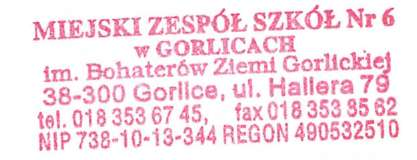 MIEJSKI ZESPÓŁ SZKÓŁ Nr 6
w GORLICACH
im. Bohaterów Ziemi Gorlickiej
38-300 Gorlice, ul. Hallera 79
tel. 018 353 67 45, fax 018 353 35 62
NIP 738-10-13-344 REGON 490532510